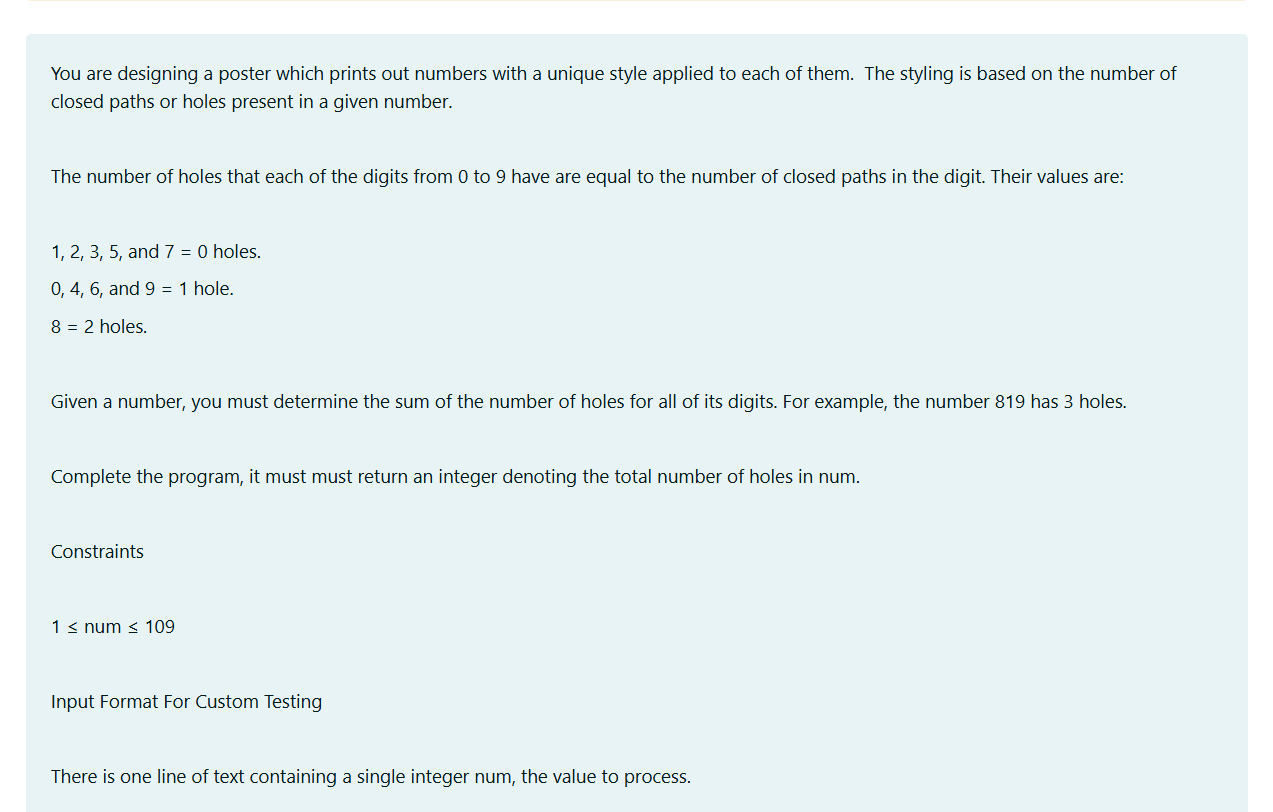 You are designing a poster which prints out numbers with a unique style applied to each of them.  The styling is based on the number of
closed paths or holes present in a given number.
The number of holes that each of the digits from 0 to 9 have are equal to the number of closed paths in the digit. Their values are:
1, 2, 3, 5, and 7 = 0 holes.
0, 4, 6, and 9 = 1 hole.
8 = 2 holes.
Given a number, you must determine the sum of the number of holes for all of its digits. For example, the number 819 has 3 holes.
Complete the program, it must must return an integer denoting the total number of holes in num.
Constraints
1 ≤ num ≤ 109
Input Format For Custom Testing
There is one line of text containing a single integer num, the value to process.